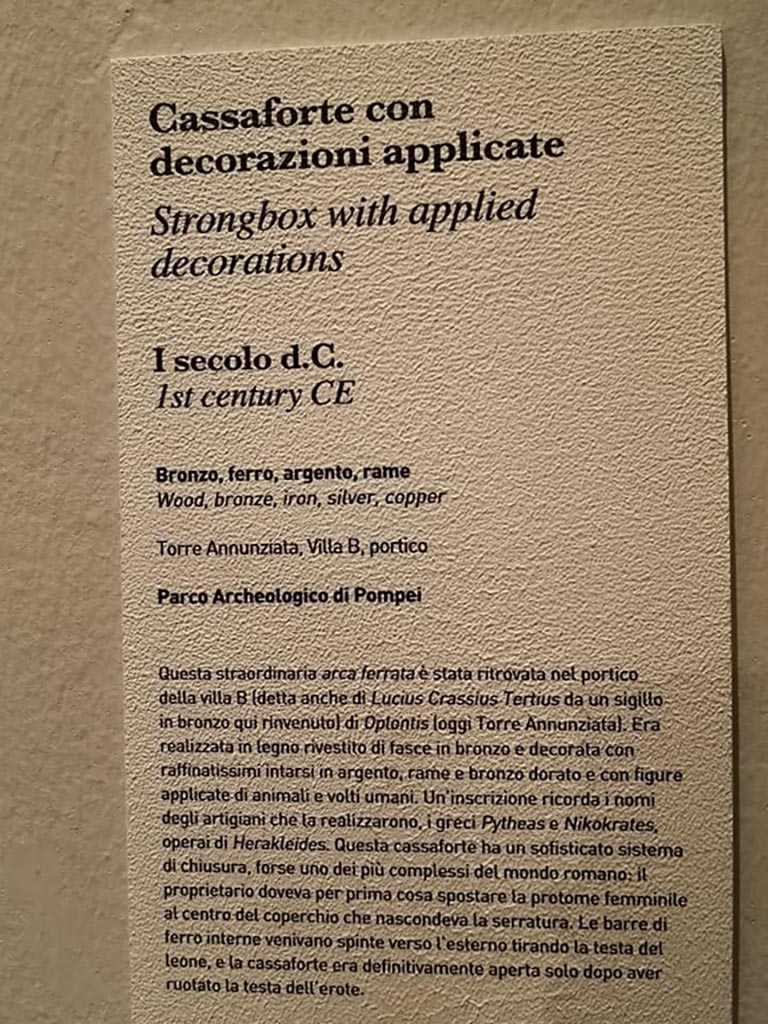 Cassaforte con
decorazioni applicate
Strongbox with applied
decorations
I secolo d.C.
1st century CE
Bronzo, ferro, argento, rame
Wood, bronze, iron, silver, copper
Torre Annunziata, Villa B, portico
Parco Archeologico di Pompei
Questa straordinaria arca ferrata è stata ritrovata nel portico
della villa B (detta anche di Lucius Crassius Tertius da un sigillo
in bronzo qui rinvenuto) di Oplontis (oggi Torre Annunziata). Era
realizzata in legno rivestito di fasce in bronzo e decorata con
raffinatissimi intarsi in argento, rame e bronzo dorato e con figure
applicate di animali e volti umani. Un'inscrizione ricorda i nomi
degli artigiani che la realizzarono, i greci Pytheas e Nikokrates,
operai di Herakleides. Questa cassaforte ha un sofisticato sistema
di chiusura, forse uno dei più complessi del mondo romano: il
proprietario doveva per prima cosa spostare la protome femminile
al centro del coperchio che nascondeva la serratura. Le barre di
ferro interne venivano spinte verso l'esterno tirando la testa del
leone, e la cassaforte era definitivamente aperta solo dopo aver
ruotato la testa dell'erote.